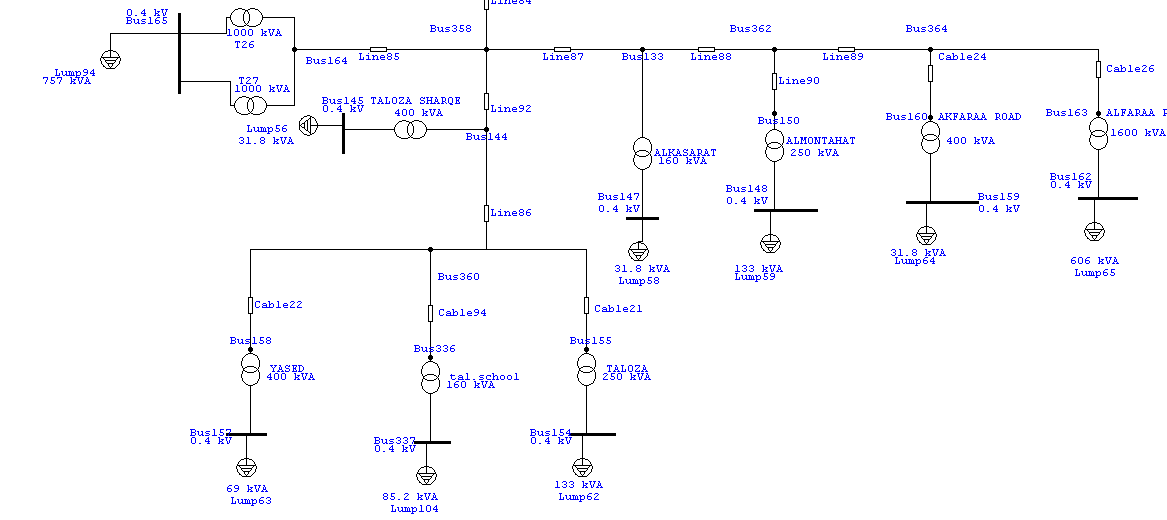 Line84
0.4 kV
Bus165
1000 kVA
T26
Bus358
Bus362
Bus364
Bus164
Line85
Line87
Bus133
Line88
Line89
Cable24
Cable26
Lump94
757 kVA
T27
1000 kVA
Line90
Bus145 TALOZA SHARQE
0.4 kV
400 kVA
Line92
Lump56
31.8 kVA
Bus144
Bus150
ALMONTAHAT
250 kVA
Bus160
AKFARAA ROAD
400 kVA
Bus163
ALFARAA
1600 kVA
ALKASARAT
160 kVA
Bus147
0.4 kV
Bus148
0.4 kV
Bus159
0.4 kV
Bus162
0.4 kV
Line86
31.8 kVA
Lump58
133 kVA
Lump59
31.8 kVA
Lump64
606 kVA
Lump65
Bus360
Cable22
Cable94
Cable21
Bus158
Bus336
Bus155
YASED
400 kVA
tal.school
160 kVA
TALOZA
250 kVA
Bus157
0.4 kV
Bus337
0.4 kV
Bus154
0.4 kV
69 kVA
Lump63
85.2 kVA
Lump104
133 kVA
Lump62